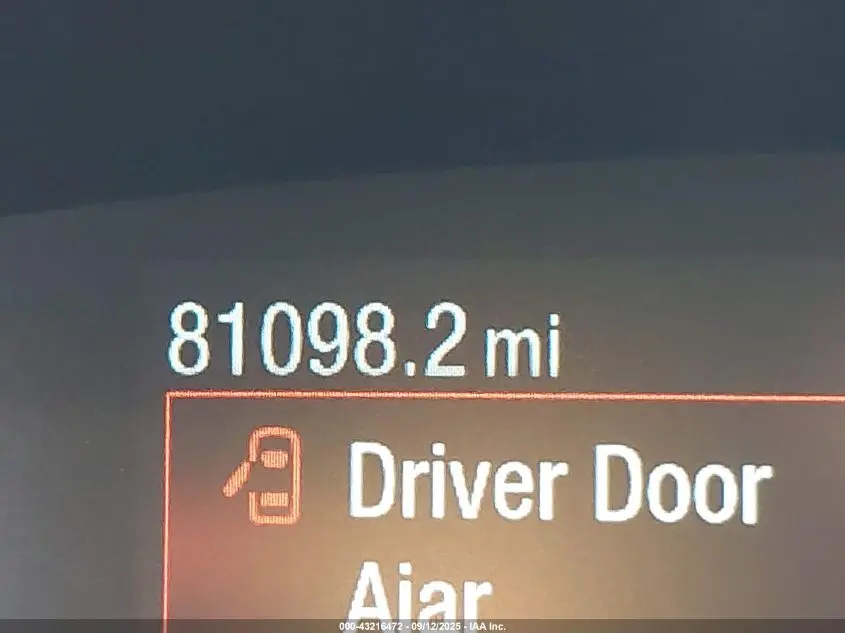 81098.2 mi
Driver Door
Ajar
000-43216472 - 09/12/2025 - IAA Inc.